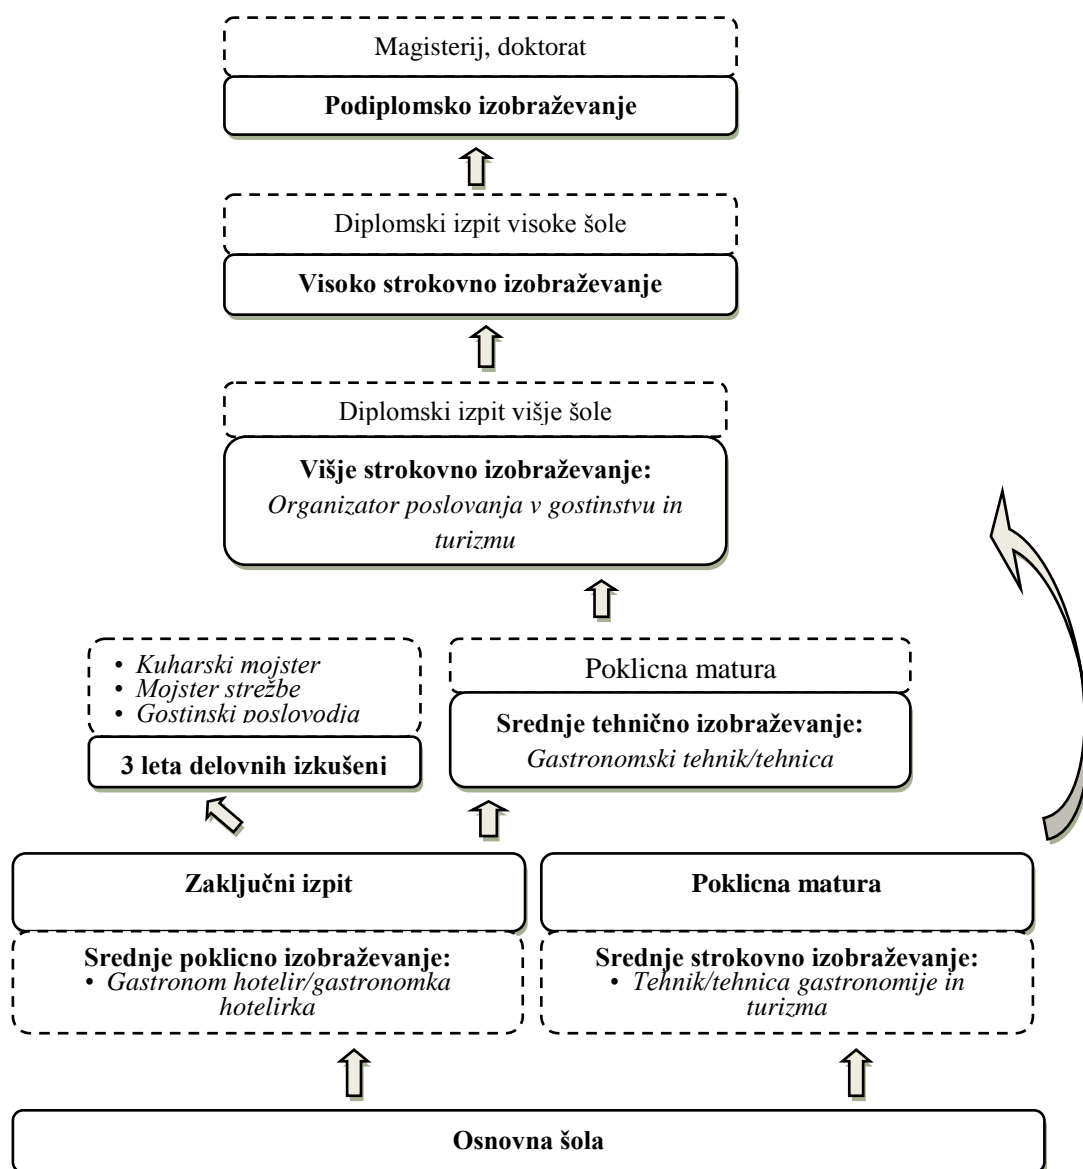 Magisterij, doktorat
Podiplomsko izobraževanje
Diplomski izpit visoke šole
Visoko strokovno izobraževanje
Diplomski izpit višje šole
Višje strokovno izobraževanje:
Organizator poslovanja v gostinstvu in
turizmu
• Kuharski mojster
• Mojster strežbe
• Gostinski poslovodja
3 leta delovnih izkušenj
Poklicna matura
Srednje tehnično izobraževanje:
Gastronomski tehnik/tehnica
Zaključni izpit
Srednje poklicno izobraževanje:
• Gastronom hotelir/gastronomka
hotelirka
Poklicna matura
Srednje strokovno izobraževanje:
• Tehnik/tehnica gastronomije in
turizma
Osnovna šola